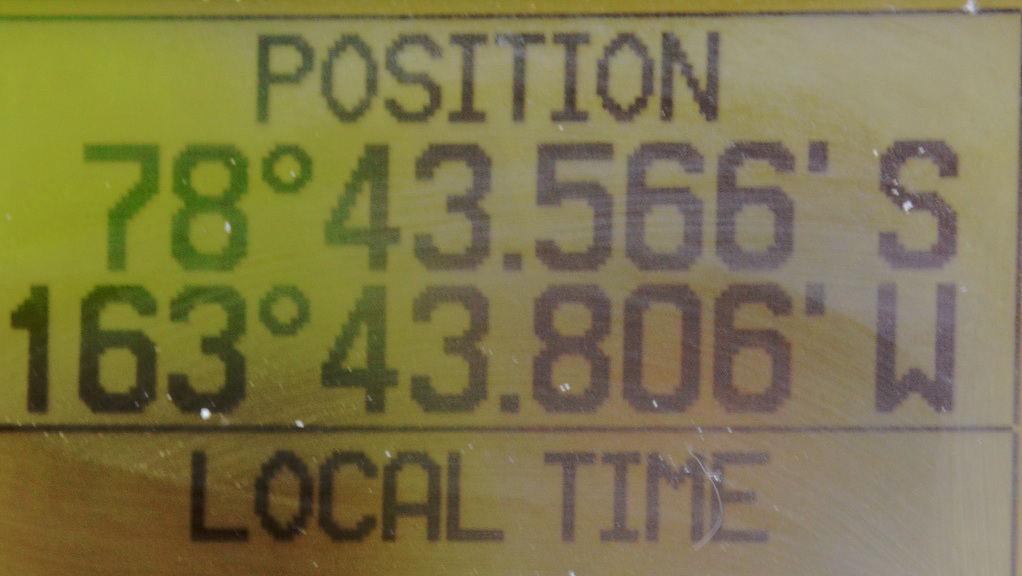 POSITION
78°43.566' S
163°43.806' W
LOCAL TIME